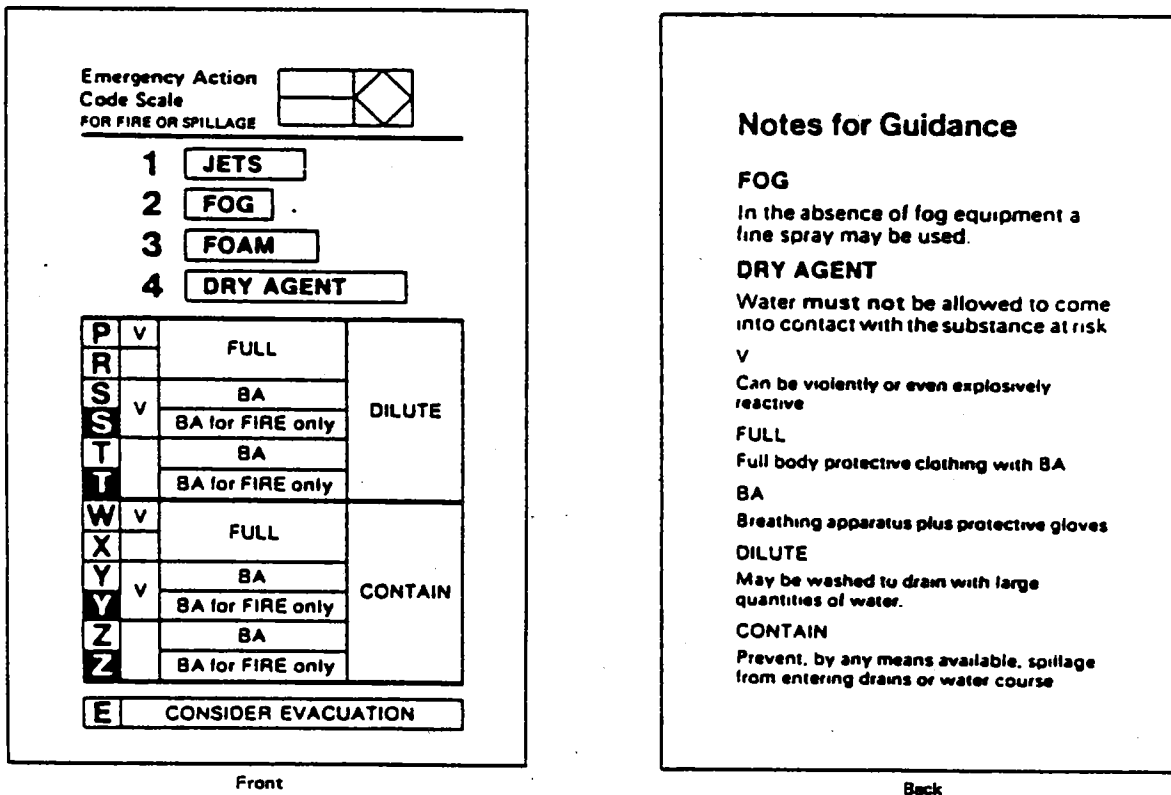 Emergency Action
Code Scale
FOR FIRE OR SPILLAGE
1 JETS
2 FOG
3 FOAM
4 DRY AGENT
P V FULL DILUTE
R
S V BA
S BA for FIRE only
T BA
T BA for FIRE only
W V FULL CONTAIN
X
Y V BA
Y BA for FIRE only
Z BA
Z BA for FIRE only
E CONSIDER EVACUATION
Front
Notes for Guidance
FOG
In the absence of fog equipment a
fine spray may be used.
DRY AGENT
Water must not be allowed to come
into contact with the substance at risk
V
Can be violently or even explosively
reactive
FULL
Full body protective clothing with BA
BA
Breathing apparatus plus protective gloves
DILUTE
May be washed to drain with large
quantities of water.
CONTAIN
Prevent, by any means available, spillage
from entering drains or water course
Back